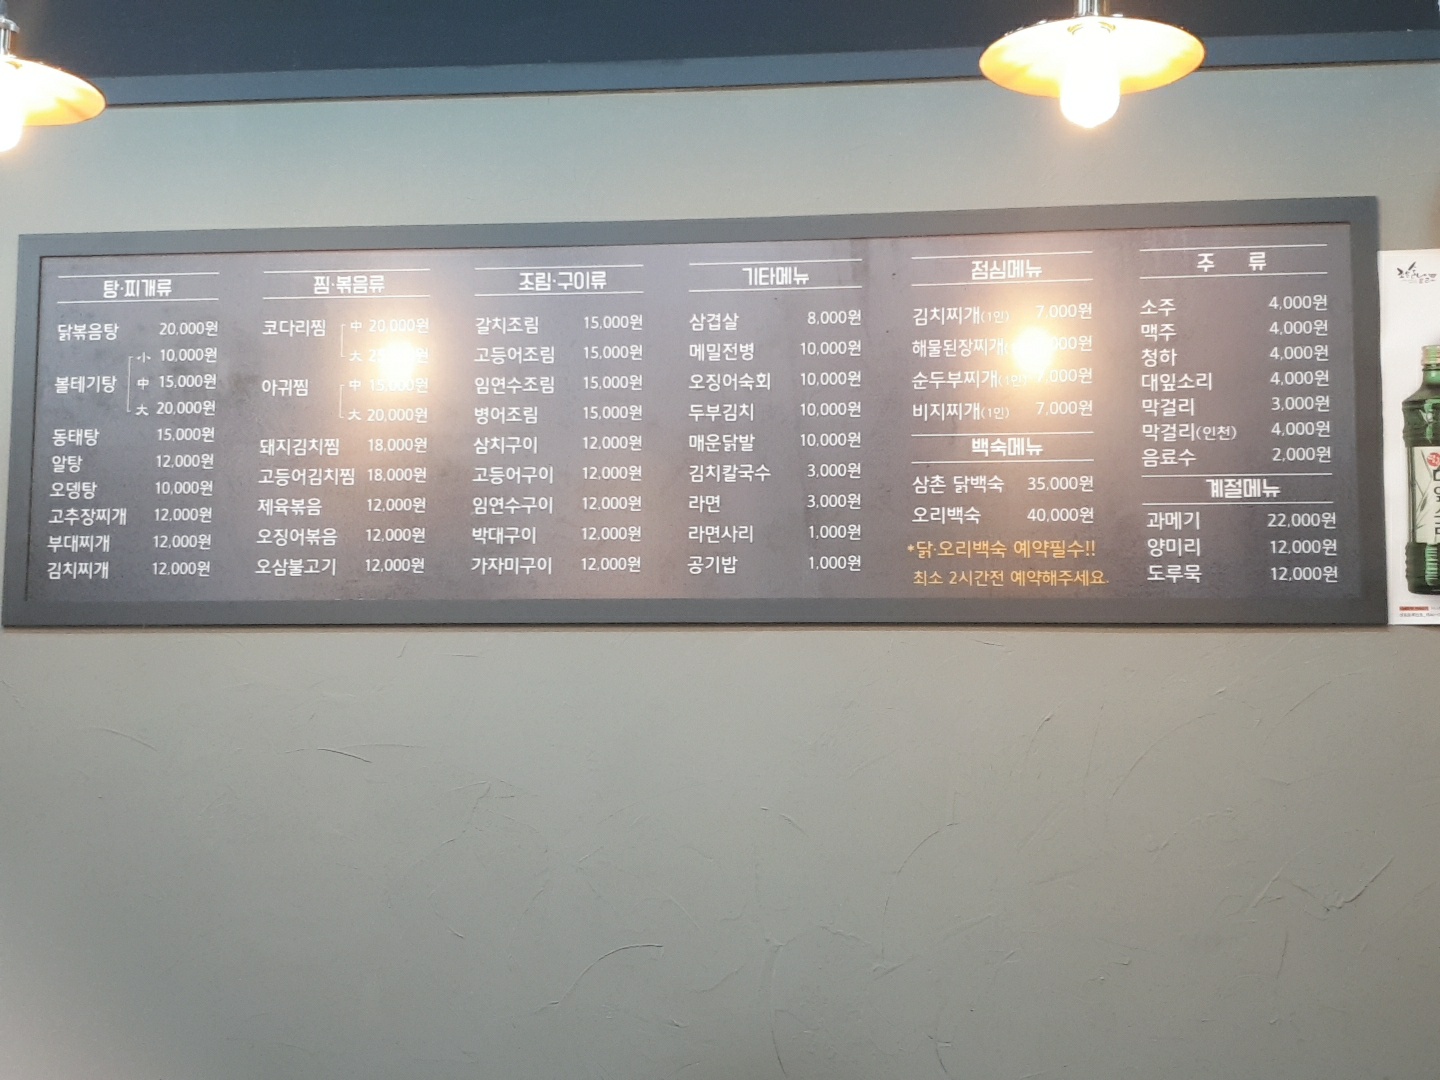 탕·찌개류
닭볶음탕 20,000원
볼테기탕 小 10,000원
中 15,000원
大 20,000원
동태탕 15,000원
알탕 12,000원
오뎅탕 10,000원
고추장찌개 12,000원
부대찌개 12,000원
김치찌개 12,000원
찜·볶음류
코다리찜 中 20,000원
大
아귀찜 中 15,000원
大 20,000원
돼지김치찜 18,000원
고등어김치찜 18,000원
제육볶음 12,000원
오징어볶음 12,000원
오삼불고기 12,000원
조림·구이류
갈치조림 15,000원
고등어조림 15,000원
임연수조림 15,000원
병어조림 15,000원
삼치구이 12,000원
고등어구이 12,000원
임연수구이 12,000원
박대구이 12,000원
가자미구이 12,000원
기타메뉴
삼겹살 8,000원
메밀전병 10,000원
오징어숙회 10,000원
두부김치 10,000원
매운닭발 10,000원
김치칼국수 3,000원
라면 3,000원
라면사리 1,000원
공기밥 1,000원
점심메뉴
김치찌개(1인) 7,000원
해물된장찌개
순두부찌개(1인)
비지찌개(1인) 7,000원
백숙메뉴
삼촌 닭백숙 35,000원
오리백숙 40,000원
*닭·오리백숙 예약필수!!
최소 2시간전 예약해주세요.
주 류
소주 4,000원
맥주 4,000원
청하 4,000원
대잎소리 4,000원
막걸리 3,000원
막걸리(인천) 4,000원
음료수 2,000원
계절메뉴
과메기 22,000원
양미리 12,000원
도루묵 12,000원